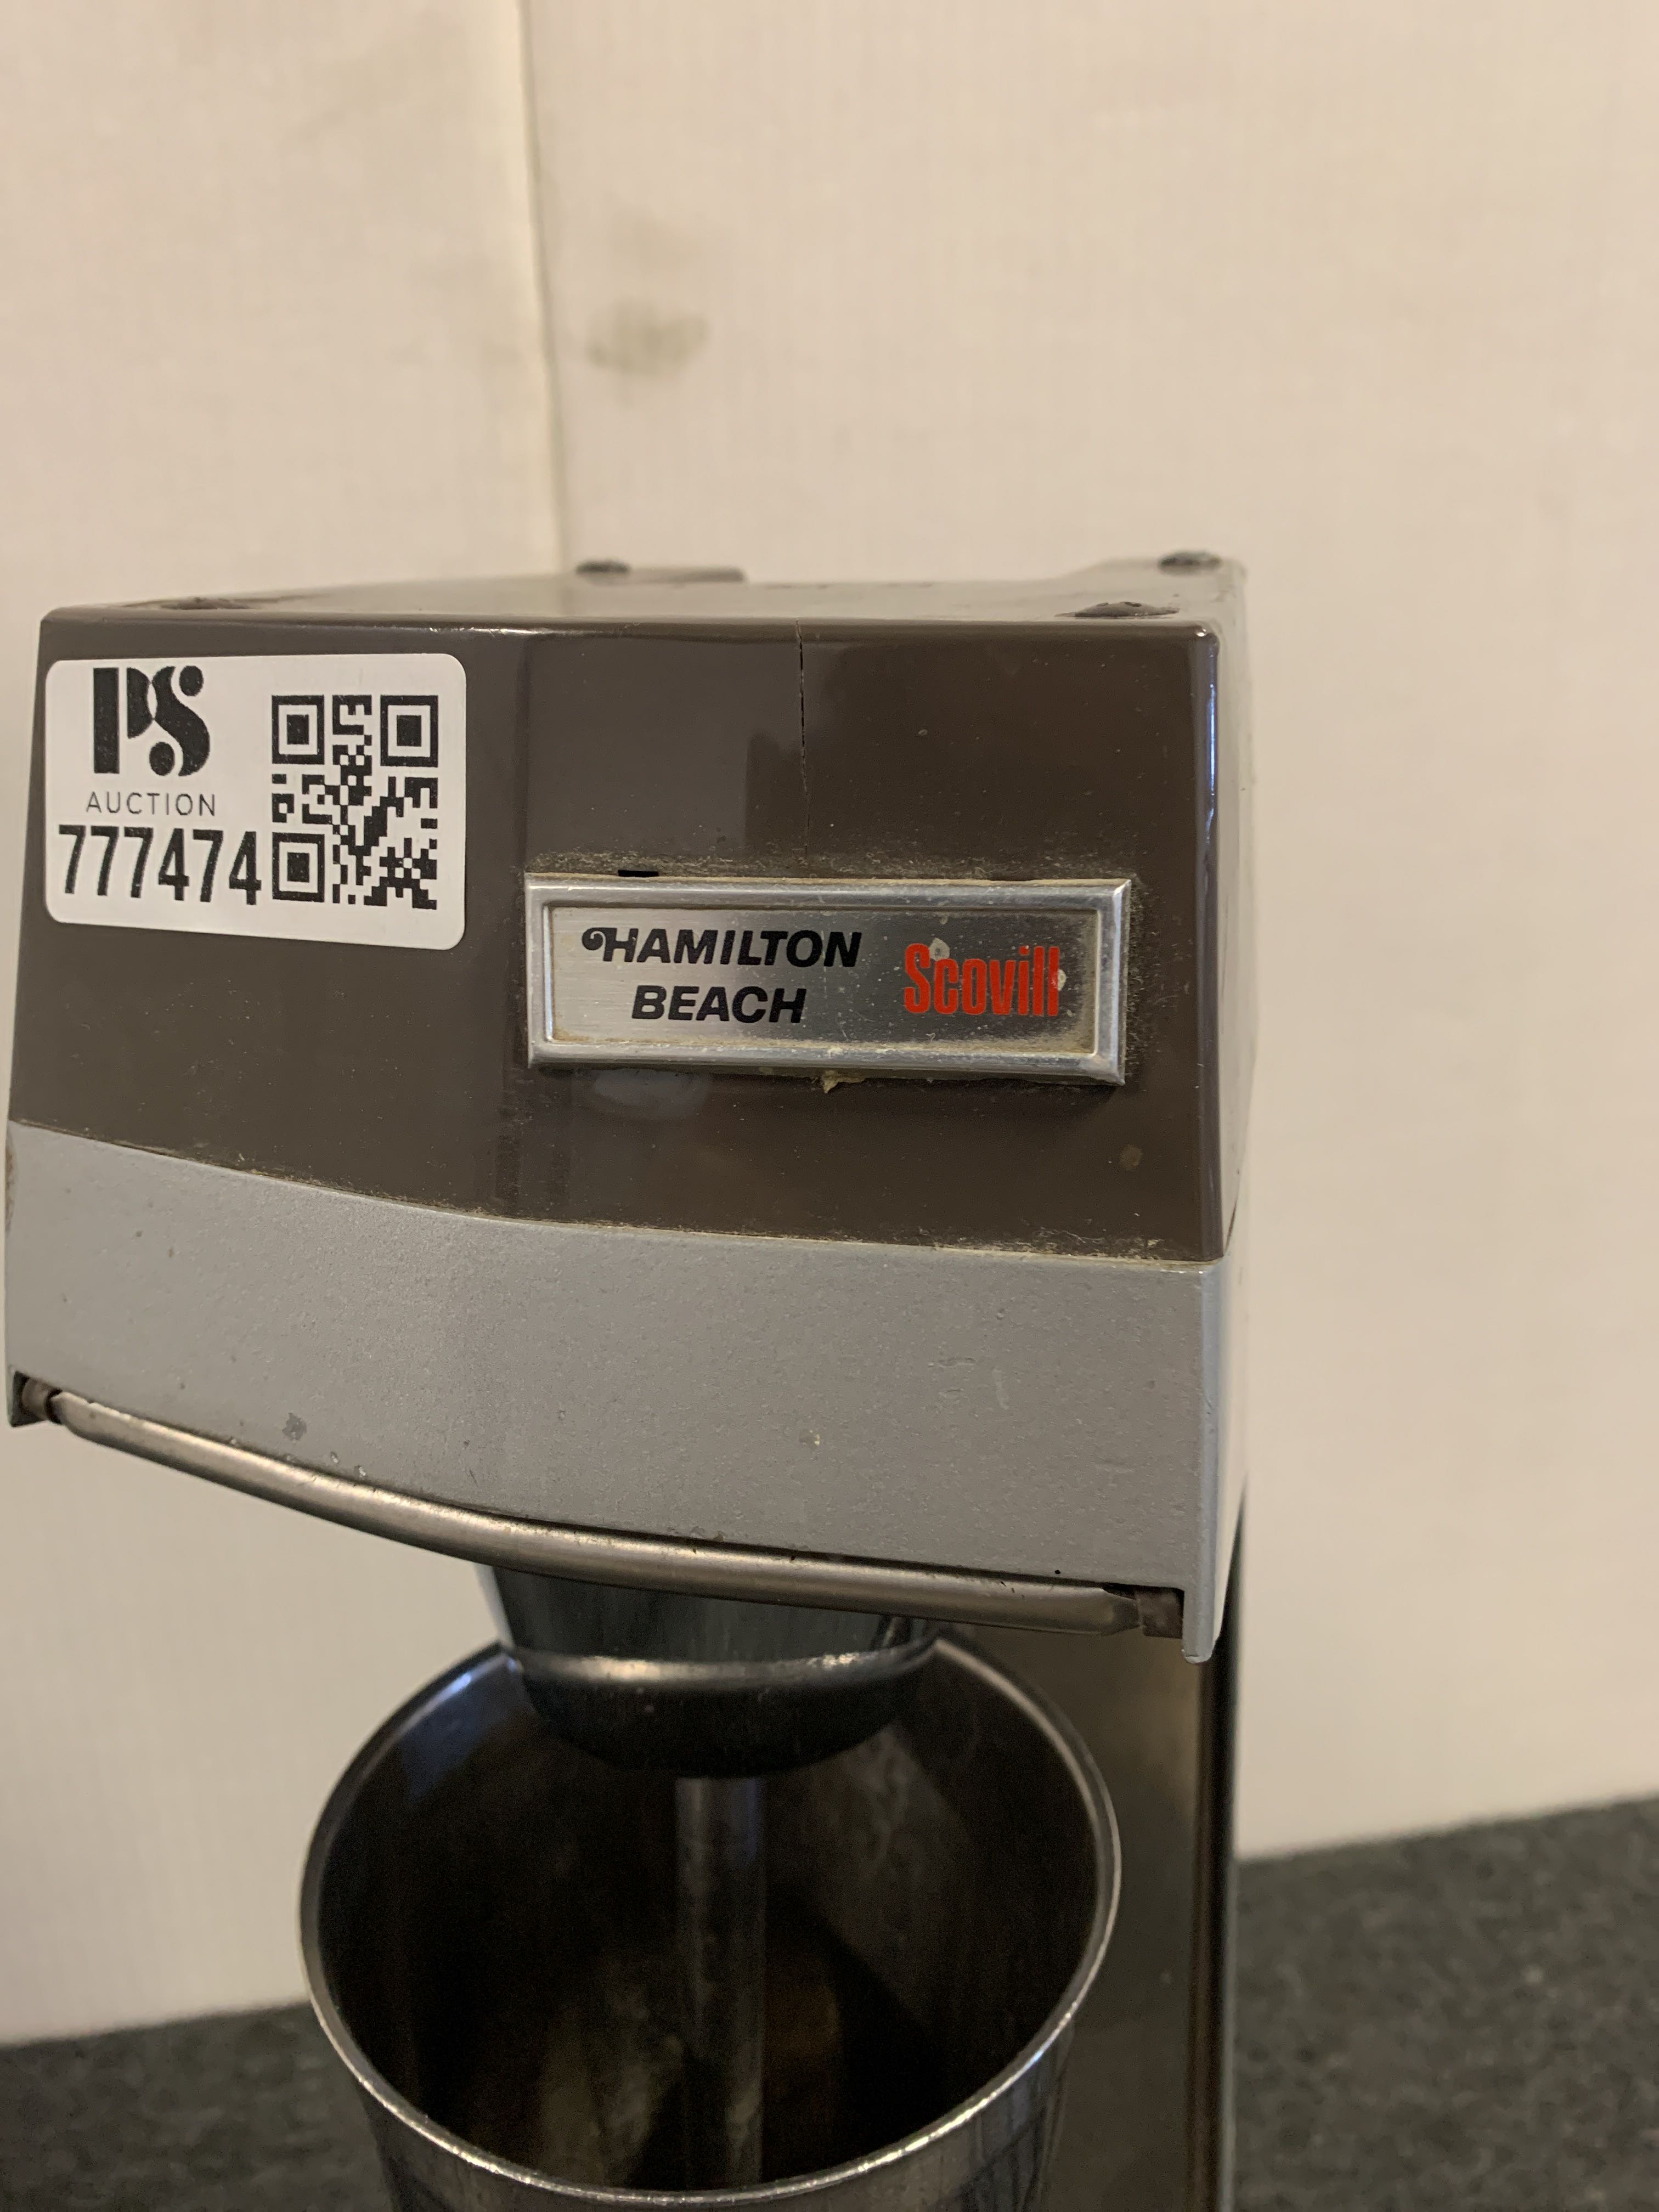 PS
AUCTION
777474
HAMILTON
BEACH
Scovill